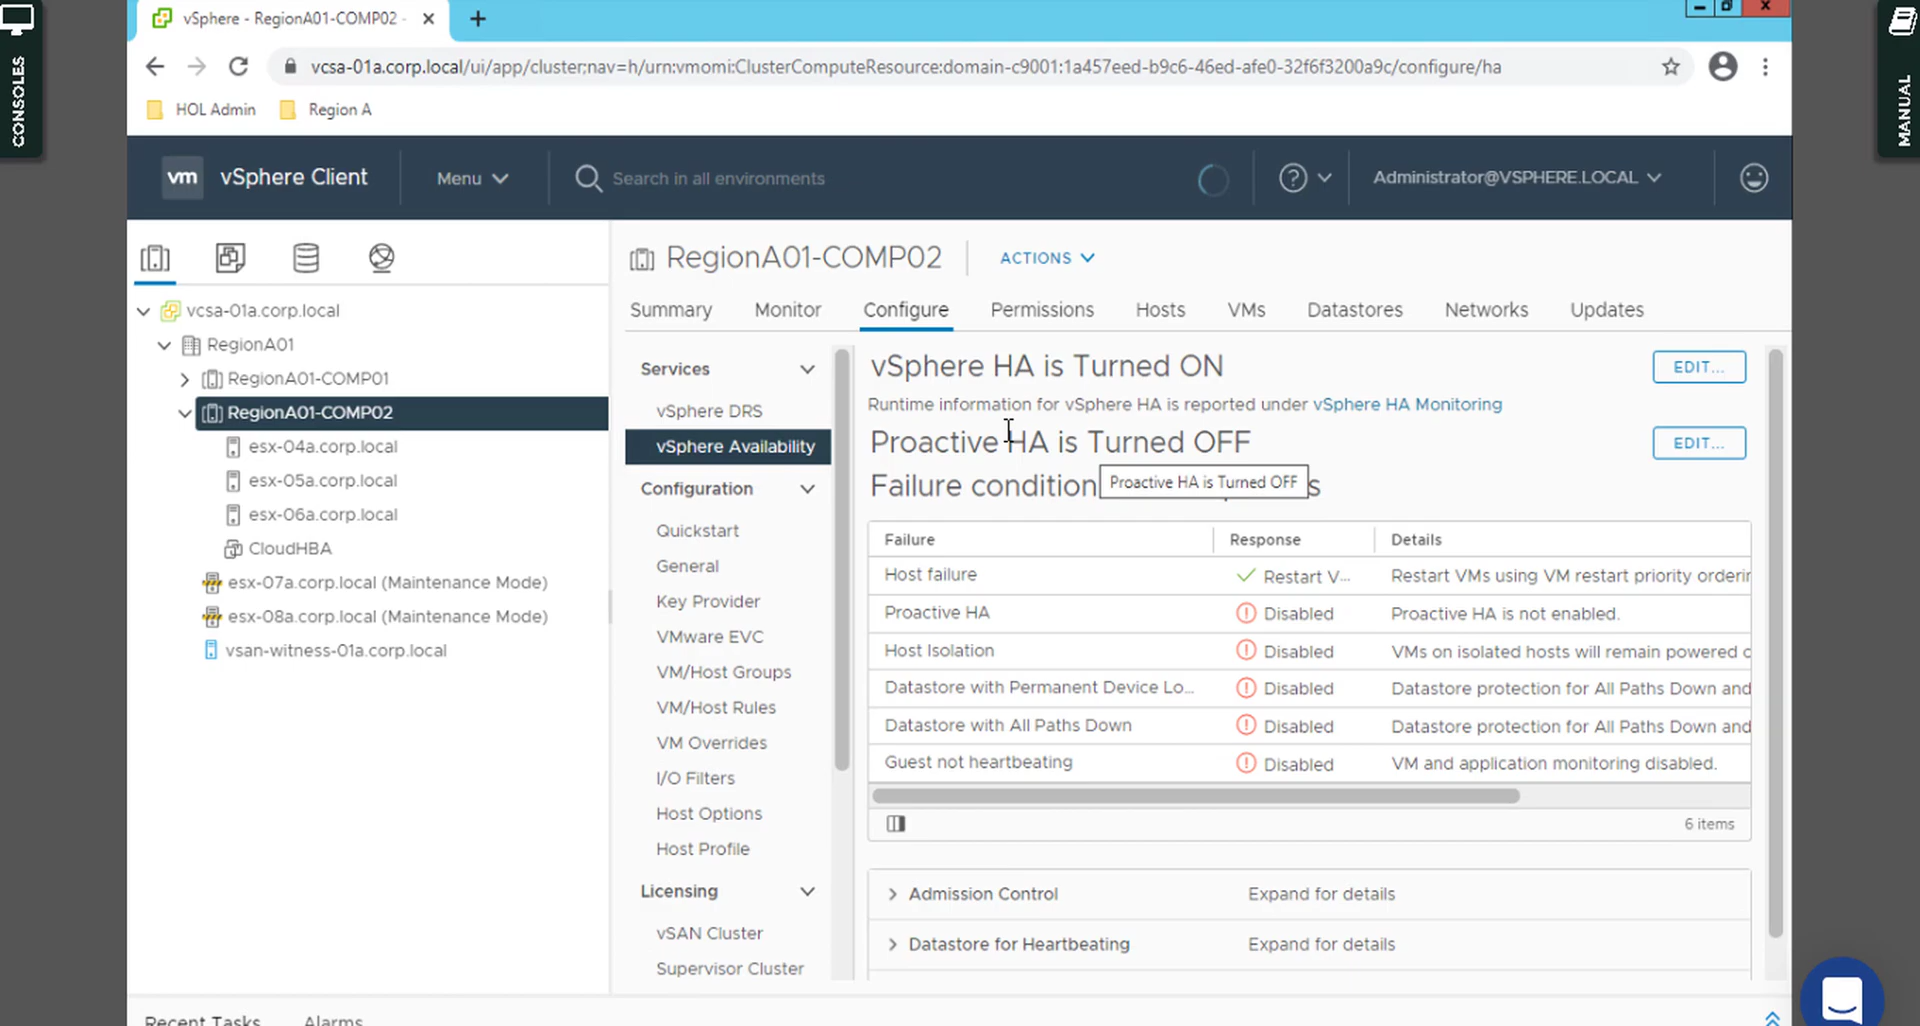 CONSOLES
MANUAL
vSphere - RegionA01-COMP02 -
vcsa-01a.corp.local/ui/app/cluster;nav=h/urn:vmomi:ClusterComputeResource:domain-c9001:1a457eed-b9c6-46ed-afe0-32f6f3200a9c/configure/ha
HOL Admin
Region A
vm
vSphere Client
Menu
Search in all environments
Administrator@VSPHERE.LOCAL
vcsa-01a.corp.local
RegionA01
RegionA01-COMP01
RegionA01-COMP02
esx-04a.corp.local
esx-05a.corp.local
esx-06a.corp.local
CloudHBA
esx-07a.corp.local (Maintenance Mode)
esx-08a.corp.local (Maintenance Mode)
vsan-witness-01a.corp.local
RegionA01-COMP02
ACTIONS
Summary Monitor Configure Permissions Hosts VMs Datastores Networks Updates
Services
vSphere DRS
vSphere Availability
Configuration
Quickstart
General
Key Provider
VMware EVC
VM/Host Groups
VM/Host Rules
VM Overrides
I/O Filters
Host Options
Host Profile
Licensing
vSAN Cluster
Supervisor Cluster
vSphere HA is Turned ON
EDIT...
Runtime information for vSphere HA is reported under vSphere HA Monitoring
Proactive HA is Turned OFF
EDIT...
Failure condition
Proactive HA is Turned OFF
s
Failure Response Details
Host failure Restart V... Restart VMs using VM restart priority orderin
Proactive HA Disabled Proactive HA is not enabled.
Host Isolation Disabled VMs on isolated hosts will remain powered o
Datastore with Permanent Device Lo... Disabled Datastore protection for All Paths Down and
Datastore with All Paths Down Disabled Datastore protection for All Paths Down and
Guest not heartbeating Disabled VM and application monitoring disabled.
6 items
Admission Control Expand for details
Datastore for Heartbeating Expand for details
Recent Tasks Alarms